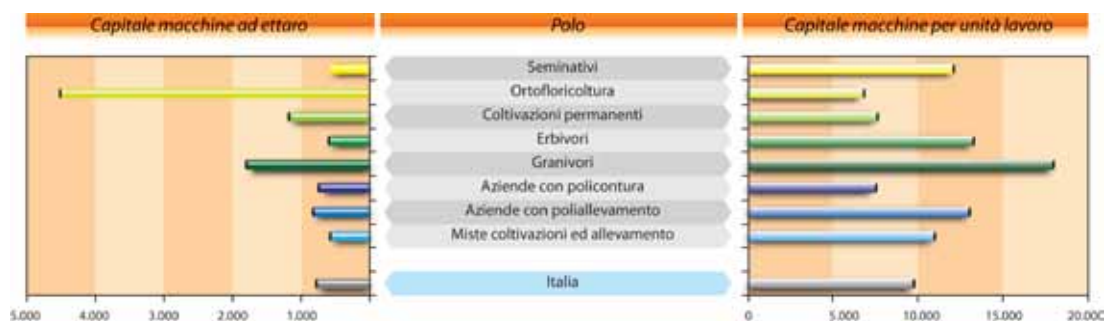 Capitale macchine ad ettaro Polo Capitale macchine per unità lavoro
Seminativi
Ortofloricoltura
Coltivazioni permanenti
Erbivori
Granivori
Aziende con policontura
Aziende con poliallevamento
Miste coltivazioni ed allevamento
Italia
5.000 4.000 3.000 2.000 1.000 0 5.000 10.000 15.000 20.000